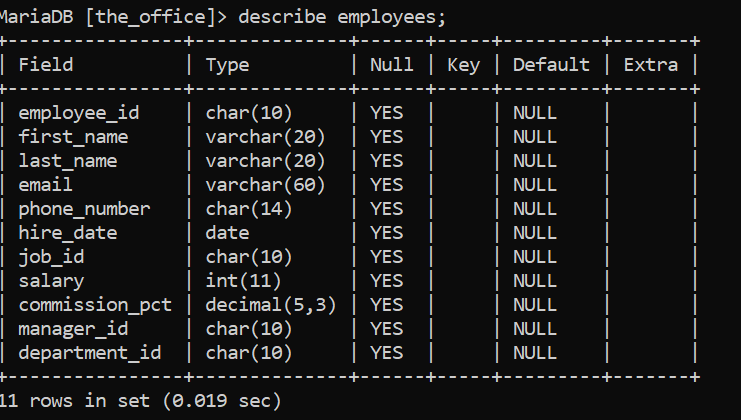 MariaDB [the_office]> describe employees;
+-----------------+--------------+------+-----+---------+-------+
| Field           | Type         | Null | Key | Default | Extra |
+-----------------+--------------+------+-----+---------+-------+
| employee_id     | char(10)     | YES  |     | NULL    |       |
| first_name      | varchar(20)  | YES  |     | NULL    |       |
| last_name       | varchar(20)  | YES  |     | NULL    |       |
| email           | varchar(60)  | YES  |     | NULL    |       |
| phone_number    | char(14)     | YES  |     | NULL    |       |
| hire_date       | date         | YES  |     | NULL    |       |
| job_id          | char(10)     | YES  |     | NULL    |       |
| salary          | int(11)      | YES  |     | NULL    |       |
| commission_pct  | decimal(5,3) | YES  |     | NULL    |       |
| manager_id      | char(10)     | YES  |     | NULL    |       |
| department_id   | char(10)     | YES  |     | NULL    |       |
+-----------------+--------------+------+-----+---------+-------+
11 rows in set (0.019 sec)